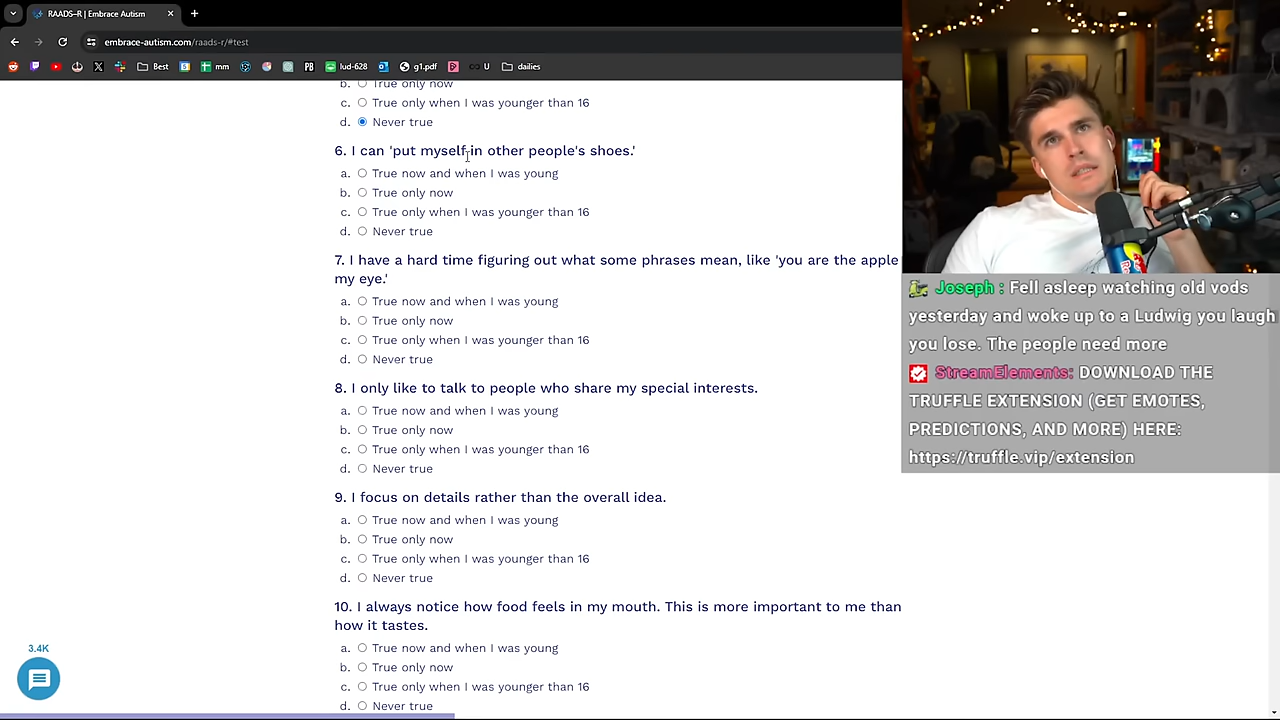 RAADS–R | Embrace Autism
embrace-autism.com/raads-r/#test
Best
mm
PB
lud-628
g1.pdf
U
dailies
b. True only now
c. True only when I was younger than 16
d. Never true
6. I can 'put myself in other people's shoes.'
a. True now and when I was young
b. True only now
c. True only when I was younger than 16
d. Never true
7. I have a hard time figuring out what some phrases mean, like 'you are the apple
my eye.'
a. True now and when I was young
b. True only now
c. True only when I was younger than 16
d. Never true
8. I only like to talk to people who share my special interests.
a. True now and when I was young
b. True only now
c. True only when I was younger than 16
d. Never true
9. I focus on details rather than the overall idea.
a. True now and when I was young
b. True only now
c. True only when I was younger than 16
d. Never true
10. I always notice how food feels in my mouth. This is more important to me than
how it tastes.
a. True now and when I was young
b. True only now
c. True only when I was younger than 16
d. Never true
3.4K
Joseph : Fell asleep watching old vods
yesterday and woke up to a Ludwig you laugh
you lose. The people need more
StreamElements: DOWNLOAD THE
TRUFFLE EXTENSION (GET EMOTES,
PREDICTIONS, AND MORE) HERE:
https://truffle.vip/extension